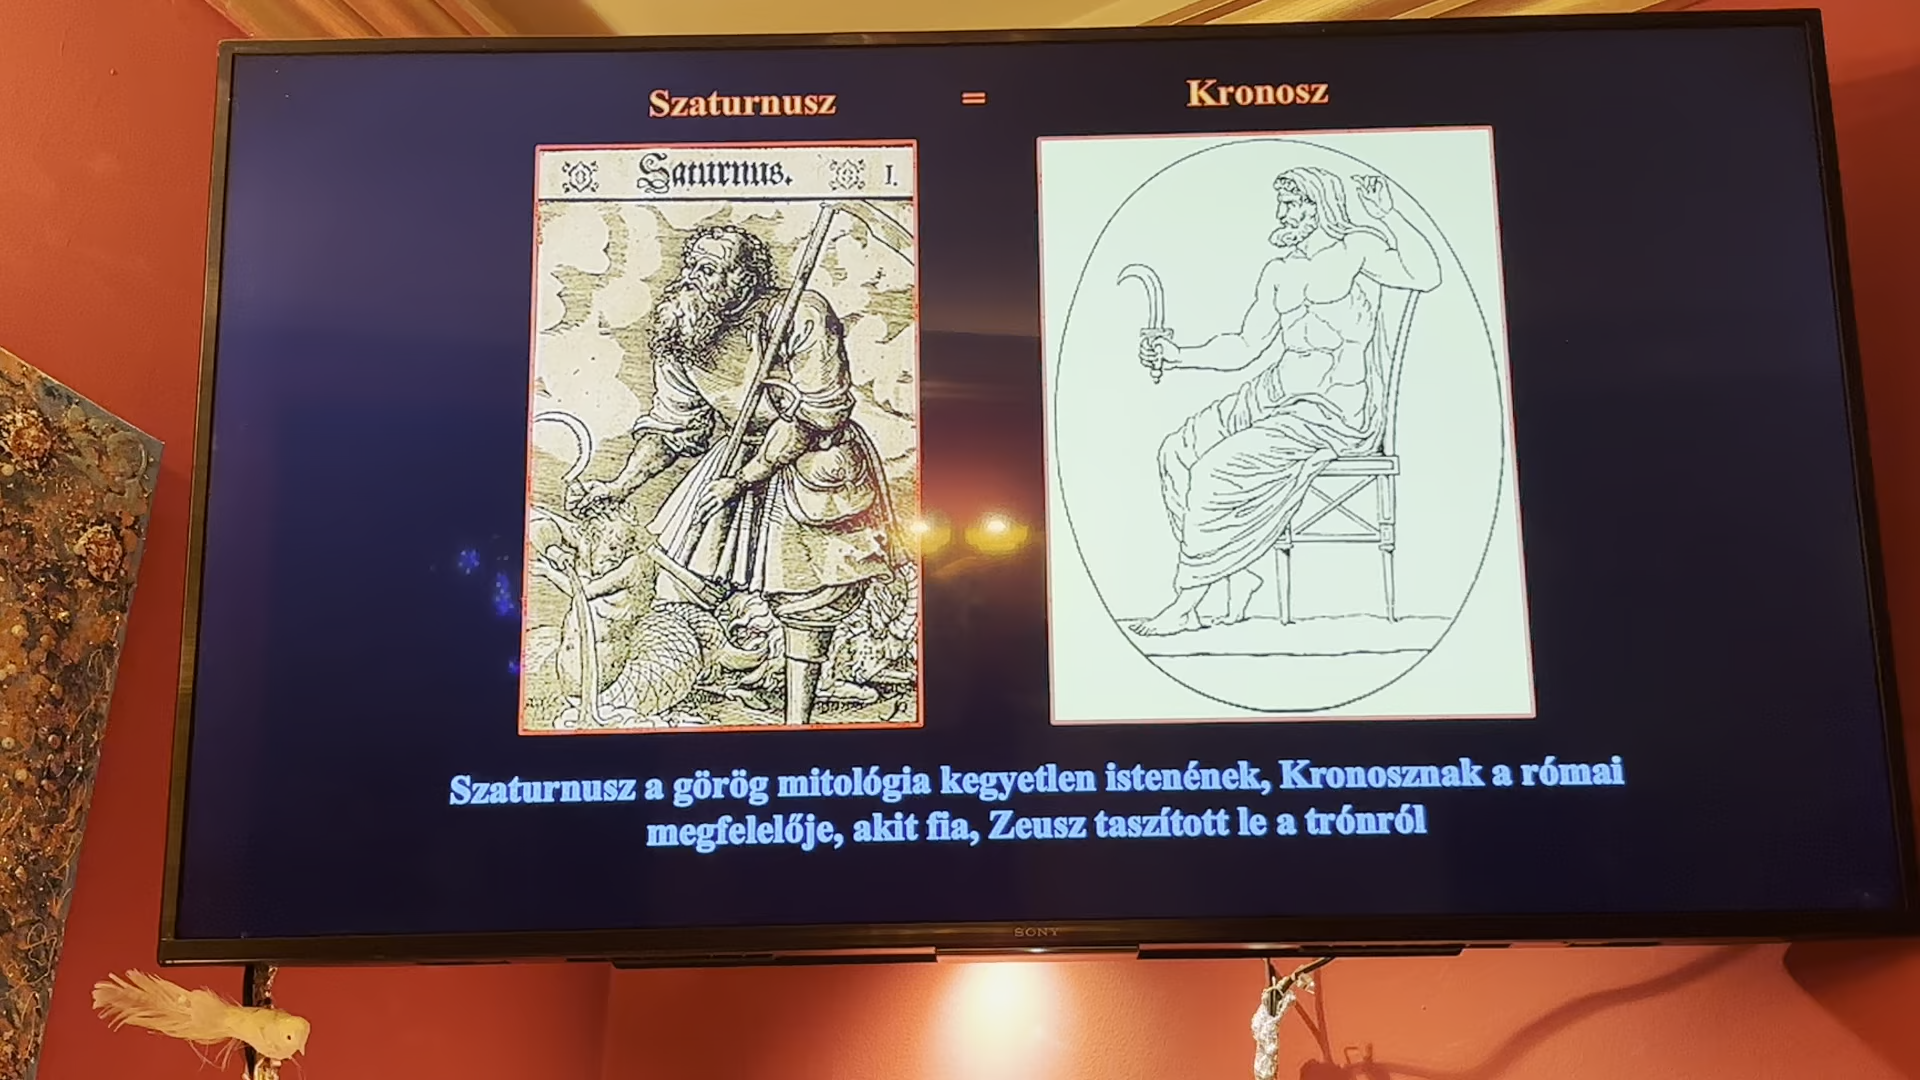 Szaturnusz = Kronosz
Saturnus. I.
Szaturnusz a görög mitológia kegyetlen istenének, Kronosznak a római
megfelelője, akit fia, Zeusz taszított le a trónról
SONY